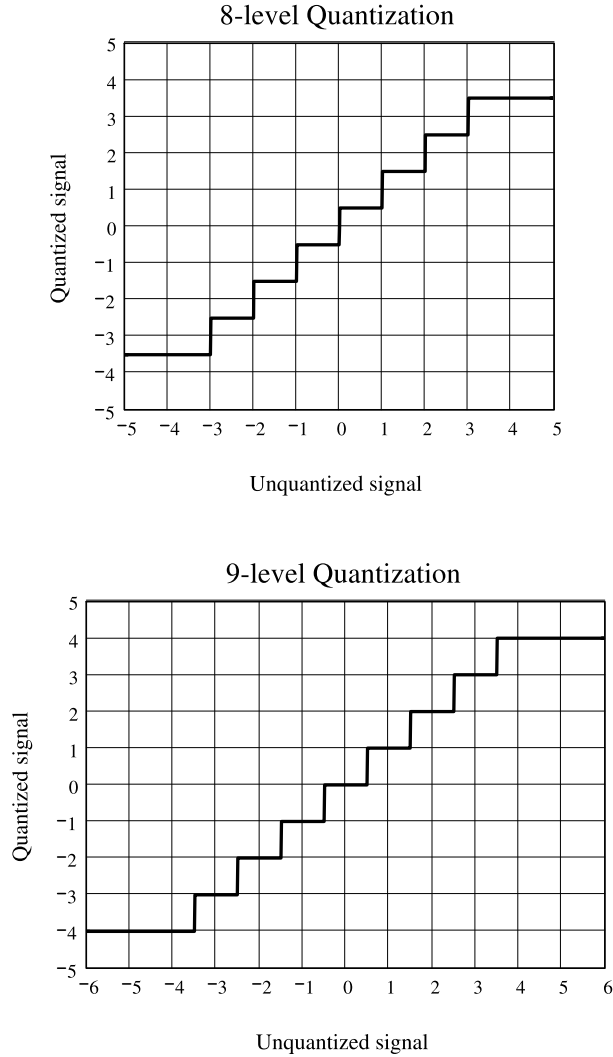 8-level Quantization
5
4
3
2
1
0
−1
−2
−3
−4
−5
Quantized signal
−5 −4 −3 −2 −1 0 1 2 3 4 5
Unquantized signal
9-level Quantization
5
4
3
2
1
0
−1
−2
−3
−4
−5
Quantized signal
−6 −5 −4 −3 −2 −1 0 1 2 3 4 5 6
Unquantized signal